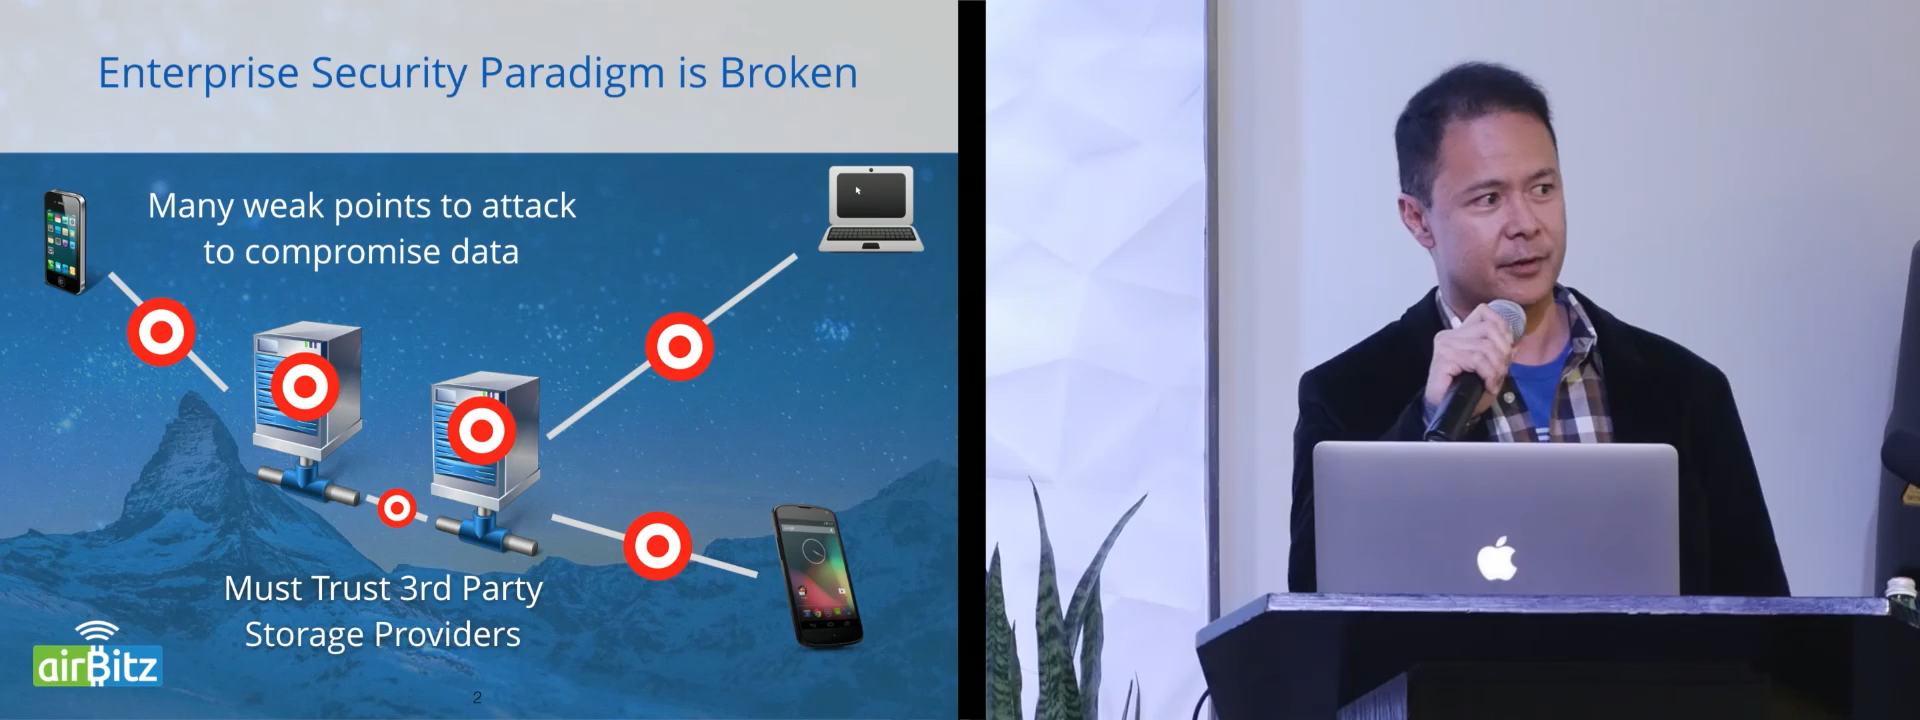 Enterprise Security Paradigm is Broken
Many weak points to attack
to compromise data
Must Trust 3rd Party
Storage Providers
airBitz
2